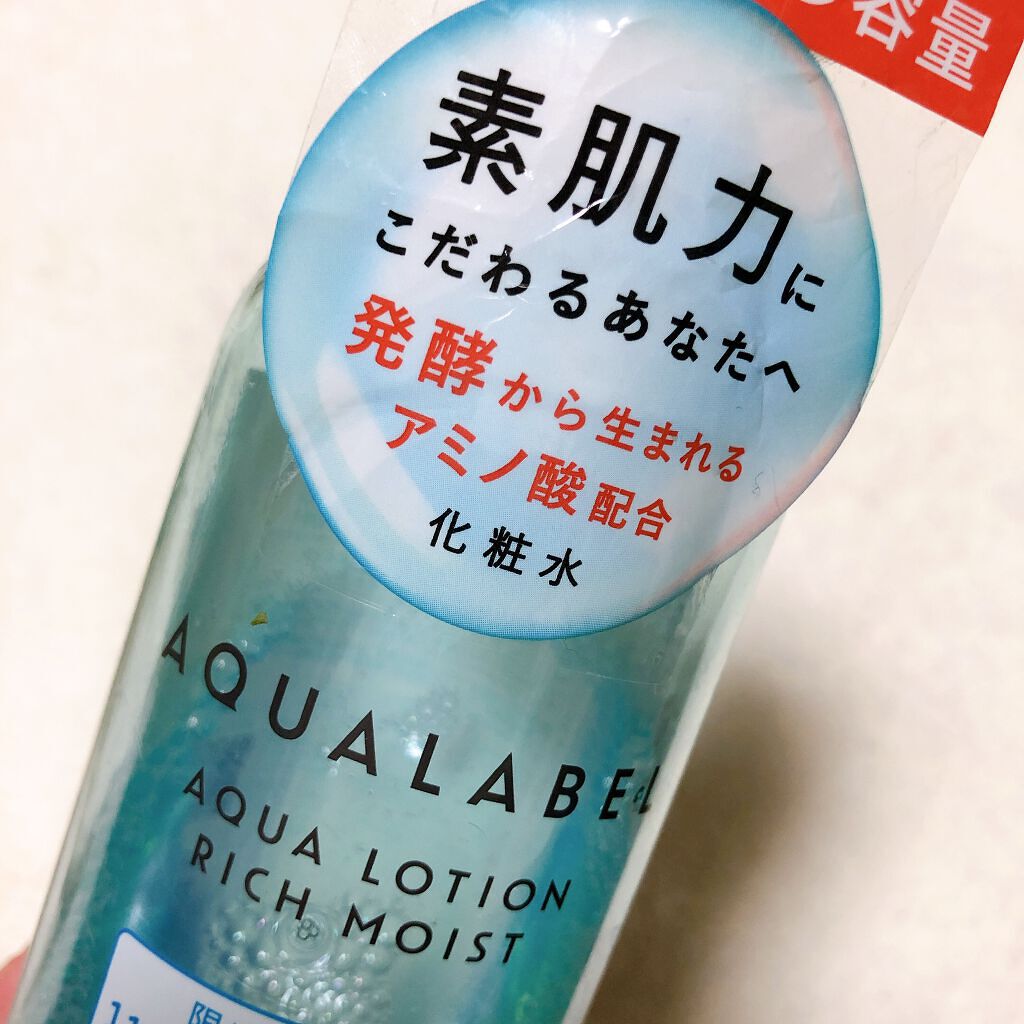 容量
素肌力に
こだわるあなたへ
発酵から生まれる
アミノ酸配合
化粧水
AQUALABEL
AQUA LOTION
RICH MOIST